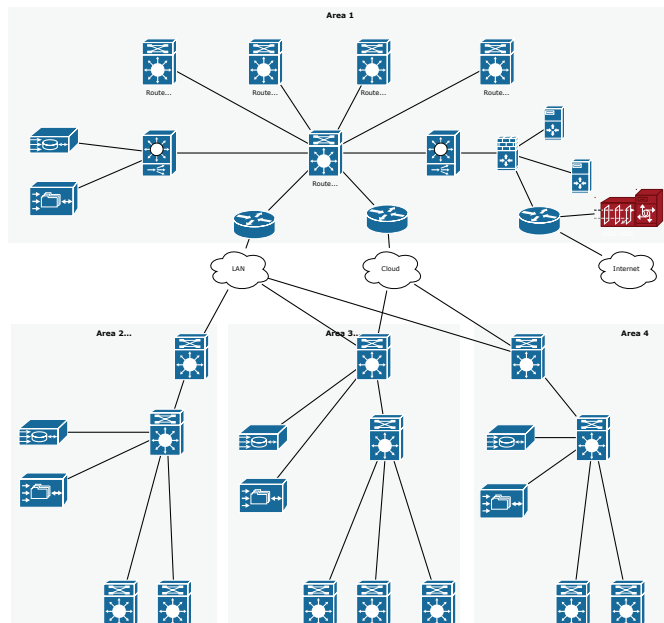 Area 1
Route...
Route...
Route...
Route...
Route...
LAN
Cloud
Internet
Area 2...
Area 3...
Area 4